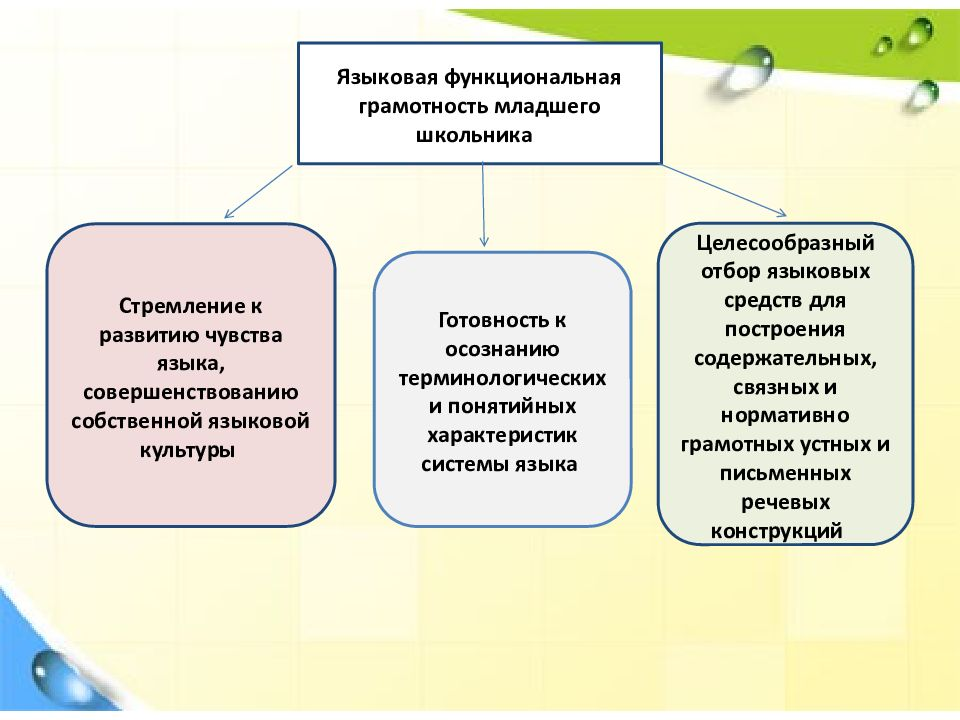 Языковая функциональная
грамотность младшего
школьника
Стремление к
развитию чувства
языка,
совершенствованию
собственной языковой
культуры
Готовность к
осознанию
терминологических
и понятийных
характеристик
системы языка
Целесообразный
отбор языковых
средств для
построения
содержательных,
связных и
нормативно
грамотных устных и
письменных
речевых
конструкций